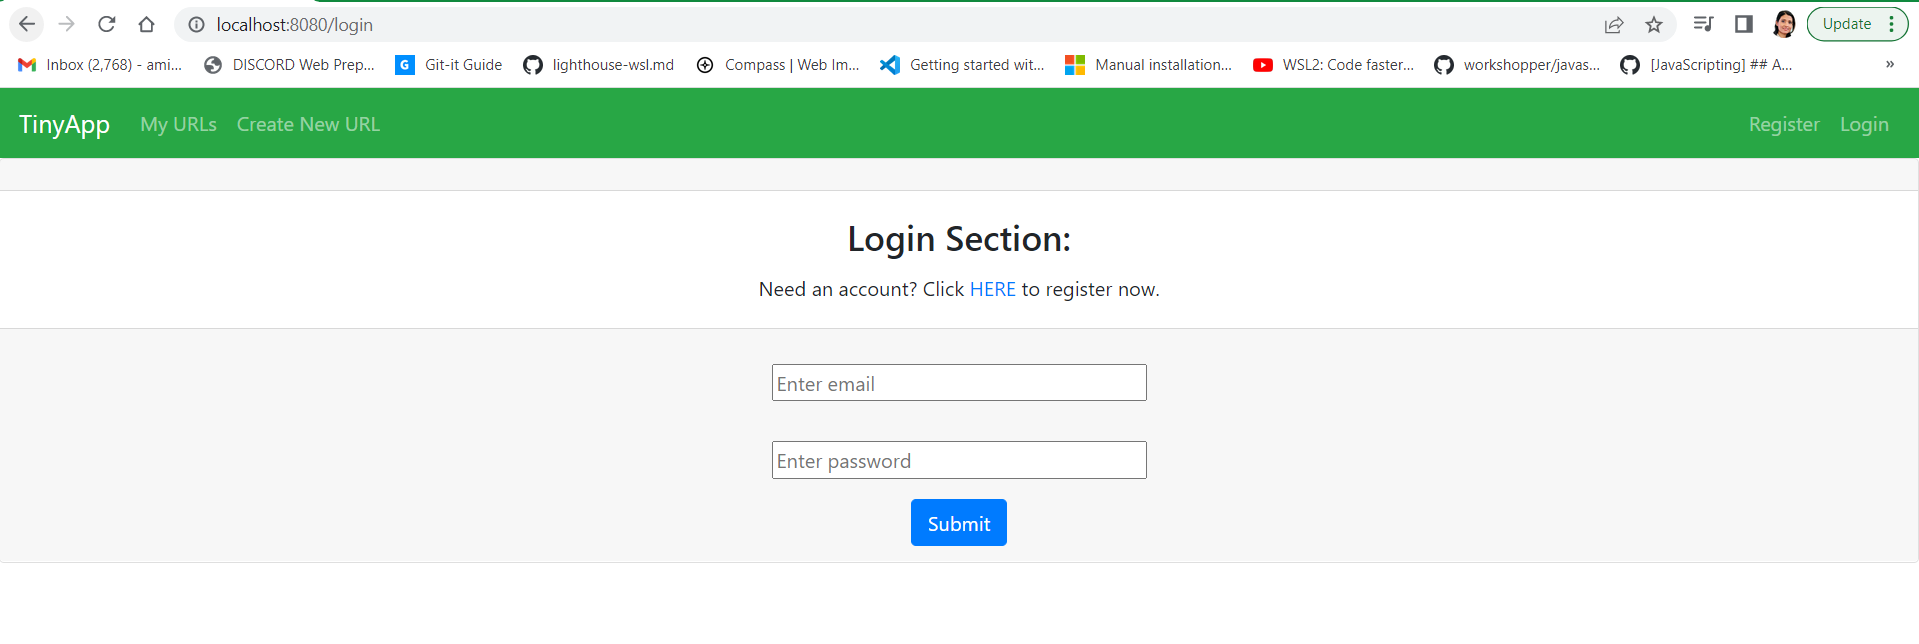 localhost:8080/login
Update
Inbox (2,768) - ami... DISCORD Web Prep... G Git-it Guide lighthouse-wsl.md Compass | Web Im... Getting started wit... Manual installation... WSL2: Code faster... workshopper/javas... [JavaScripting] ## A... »
TinyApp My URLs Create New URL Register Login
Login Section:
Need an account? Click HERE to register now.
Enter email
Enter password
Submit